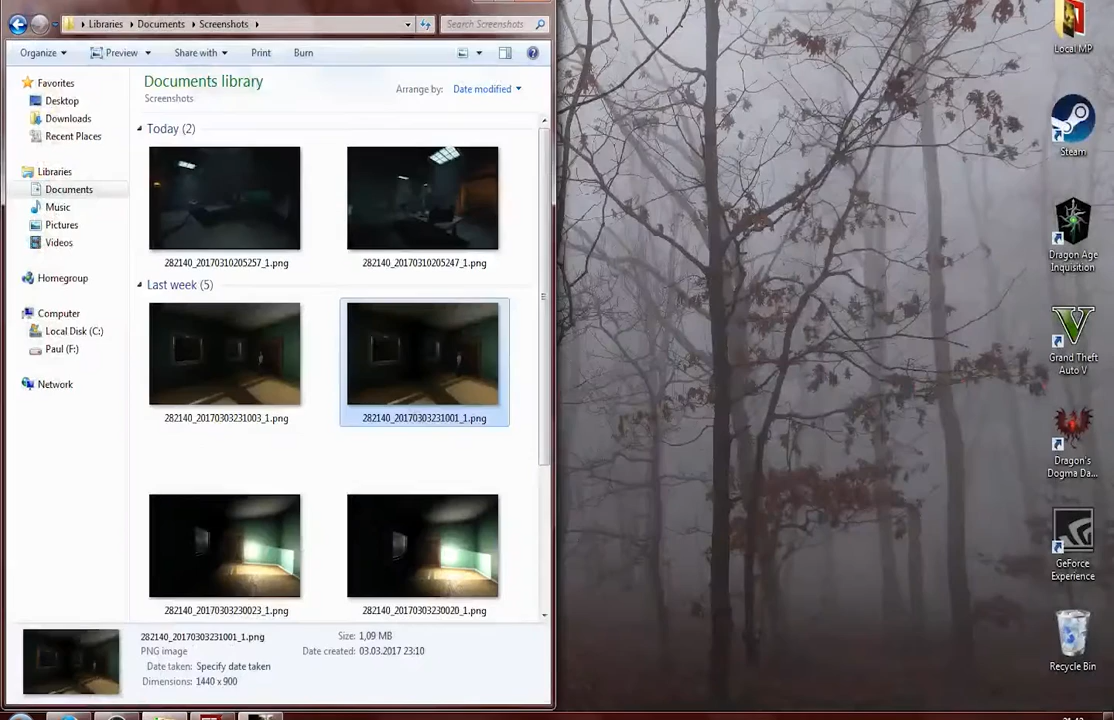 Libraries Documents Screenshots
Search Screenshots
Organize Preview Share with Print Burn
Favorites
Desktop
Downloads
Recent Places
Libraries
Documents
Music
Pictures
Videos
Homegroup
Computer
Local Disk (C:)
Paul (F:)
Network
Documents library
Screenshots
Arrange by: Date modified
Today (2)
282140_20170310205257_1.png
282140_20170310205247_1.png
Last week (5)
282140_20170303231003_1.png
282140_20170303231001_1.png
282140_20170303230023_1.png
282140_20170303230020_1.png
282140_20170303231001_1.png
PNG image
Date taken: Specify date taken
Dimensions: 1440 x 900
Size: 1,09 MB
Date created: 03.03.2017 23:10
Local MP
Steam
Dragon Age
Inquisition
Grand Theft
Auto V
Dragon's
Dogma Da...
GeForce
Experience
Recycle Bin